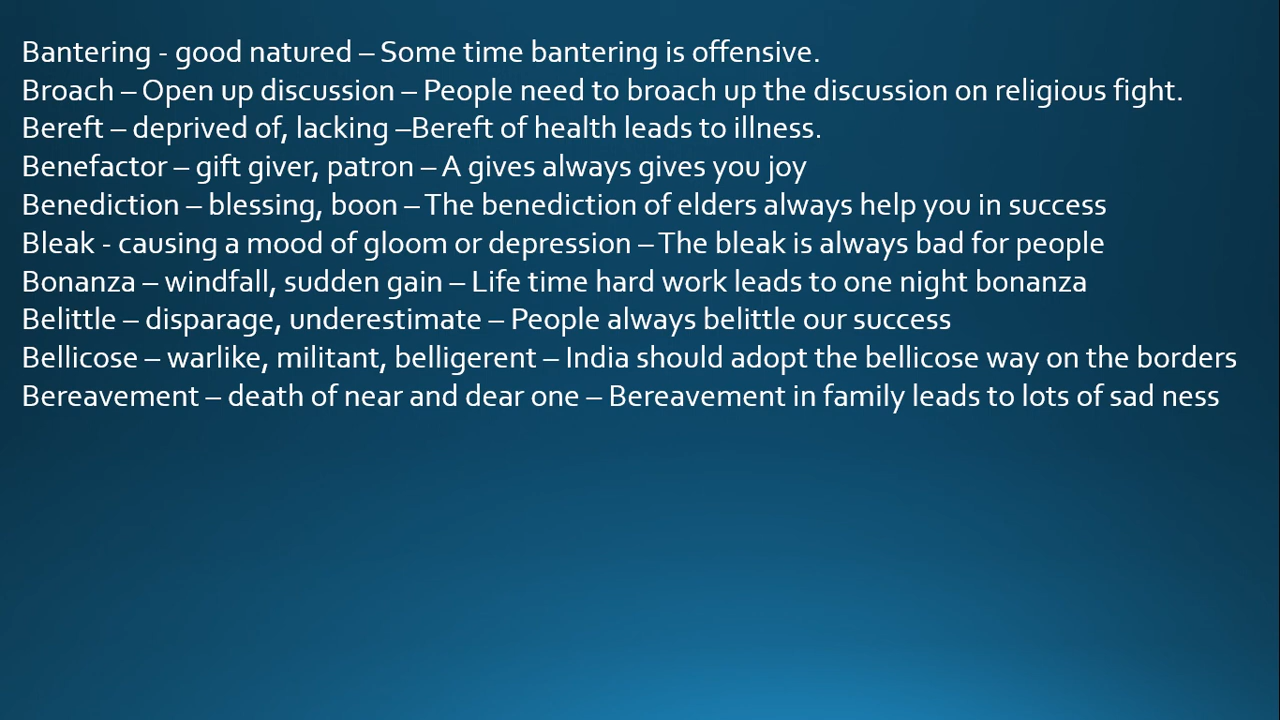 Bantering - good natured – Some time bantering is offensive.
Broach – Open up discussion – People need to broach up the discussion on religious fight.
Bereft – deprived of, lacking –Bereft of health leads to illness.
Benefactor – gift giver, patron – A gives always gives you joy
Benediction – blessing, boon – The benediction of elders always help you in success
Bleak - causing a mood of gloom or depression – The bleak is always bad for people
Bonanza – windfall, sudden gain – Life time hard work leads to one night bonanza
Belittle – disparage, underestimate – People always belittle our success
Bellicose – warlike, militant, belligerent – India should adopt the bellicose way on the borders
Bereavement – death of near and dear one – Bereavement in family leads to lots of sad ness